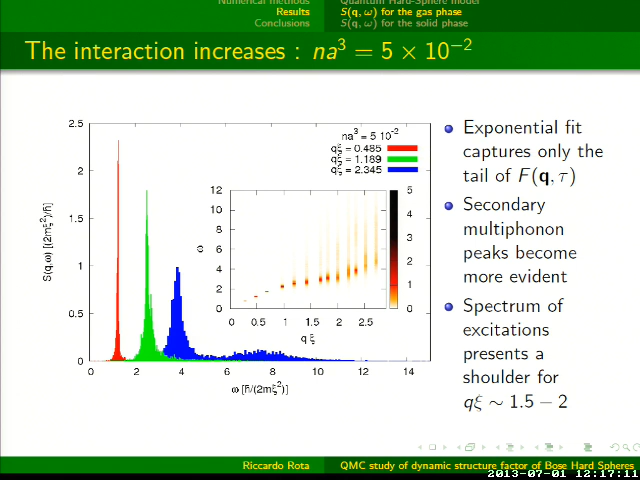 Numerical methods
Results
Conclusions
Quantum Hard-Sphere model
S(q, ω) for the gas phase
S(q, ω) for the solid phase
The interaction increases : na³ = 5 × 10⁻²
Exponential fit
captures only the
tail of F(q, τ)
Secondary
multiphonon
peaks become
more evident
Spectrum of
excitations
presents a
shoulder for
qξ ∼ 1.5 − 2
na³ = 5 10⁻²
qξ = 0.485
qξ = 1.189
qξ = 2.345
S(q,ω) [(2mξ²)/ħ]
2.5
2
1.5
1
0.5
0
0 2 4 6 8 10 12 14
ω [ħ/(2mξ²)]
12
10
8
6
4
2
0
ω
0 0.5 1 1.5 2 2.5
q ξ
5
4
3
2
1
0
Riccardo Rota
QMC study of dynamic structure factor of Bose Hard Spheres
2013-07-01 12:17:11